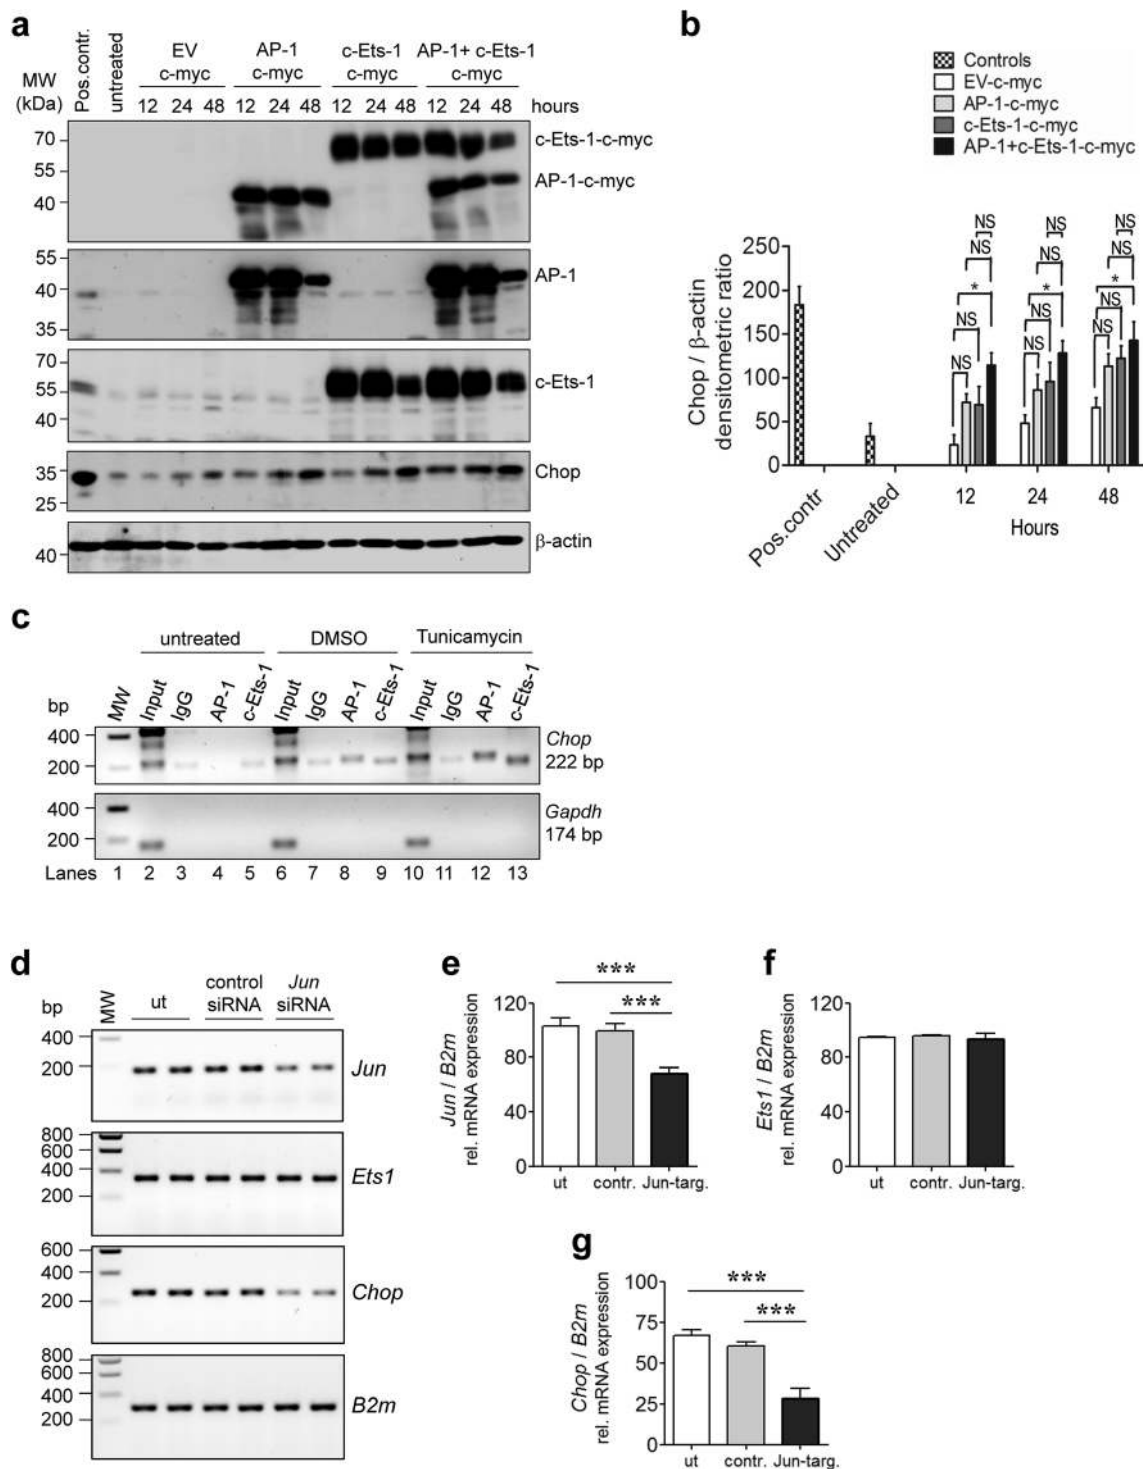 a
Pos.contr.
untreated
EV
c-myc
AP-1
c-myc
c-Ets-1
c-myc
AP-1+ c-Ets-1
c-myc
MW
(kDa)
12 24 48 12 24 48 12 24 48 12 24 48 hours
70
55
40
c-Ets-1-c-myc
AP-1-c-myc
55
40
35
AP-1
70
55
40
c-Ets-1
35
25
Chop
40
β-actin
b
Controls
EV-c-myc
AP-1-c-myc
c-Ets-1-c-myc
AP-1+c-Ets-1-c-myc
Chop / β-actin
densitometric ratio
250
200
150
100
50
0
NS
NS
*
NS
NS
NS
NS
*
NS
NS
NS
NS
*
NS
NS
Pos.contr
Untreated
12 24 48
Hours
c
untreated DMSO Tunicamycin
bp
MW
Input
IgG
AP-1
c-Ets-1
Input
IgG
AP-1
c-Ets-1
Input
IgG
AP-1
c-Ets-1
400
200
Chop
222 bp
400
200
Gapdh
174 bp
Lanes 1 2 3 4 5 6 7 8 9 10 11 12 13
d
bp
MW
ut
control
siRNA
Jun
siRNA
400
200
Jun
800
600
400
200
Ets1
600
400
200
Chop
800
600
400
200
B2m
e
Jun / B2m
rel. mRNA expression
120
80
40
0
***
***
ut contr. Jun-targ.
f
Ets1 / B2m
rel. mRNA expression
120
80
40
0
ut contr. Jun-targ.
g
Chop / B2m
rel. mRNA expression
100
75
50
25
0
***
***
ut contr. Jun-targ.